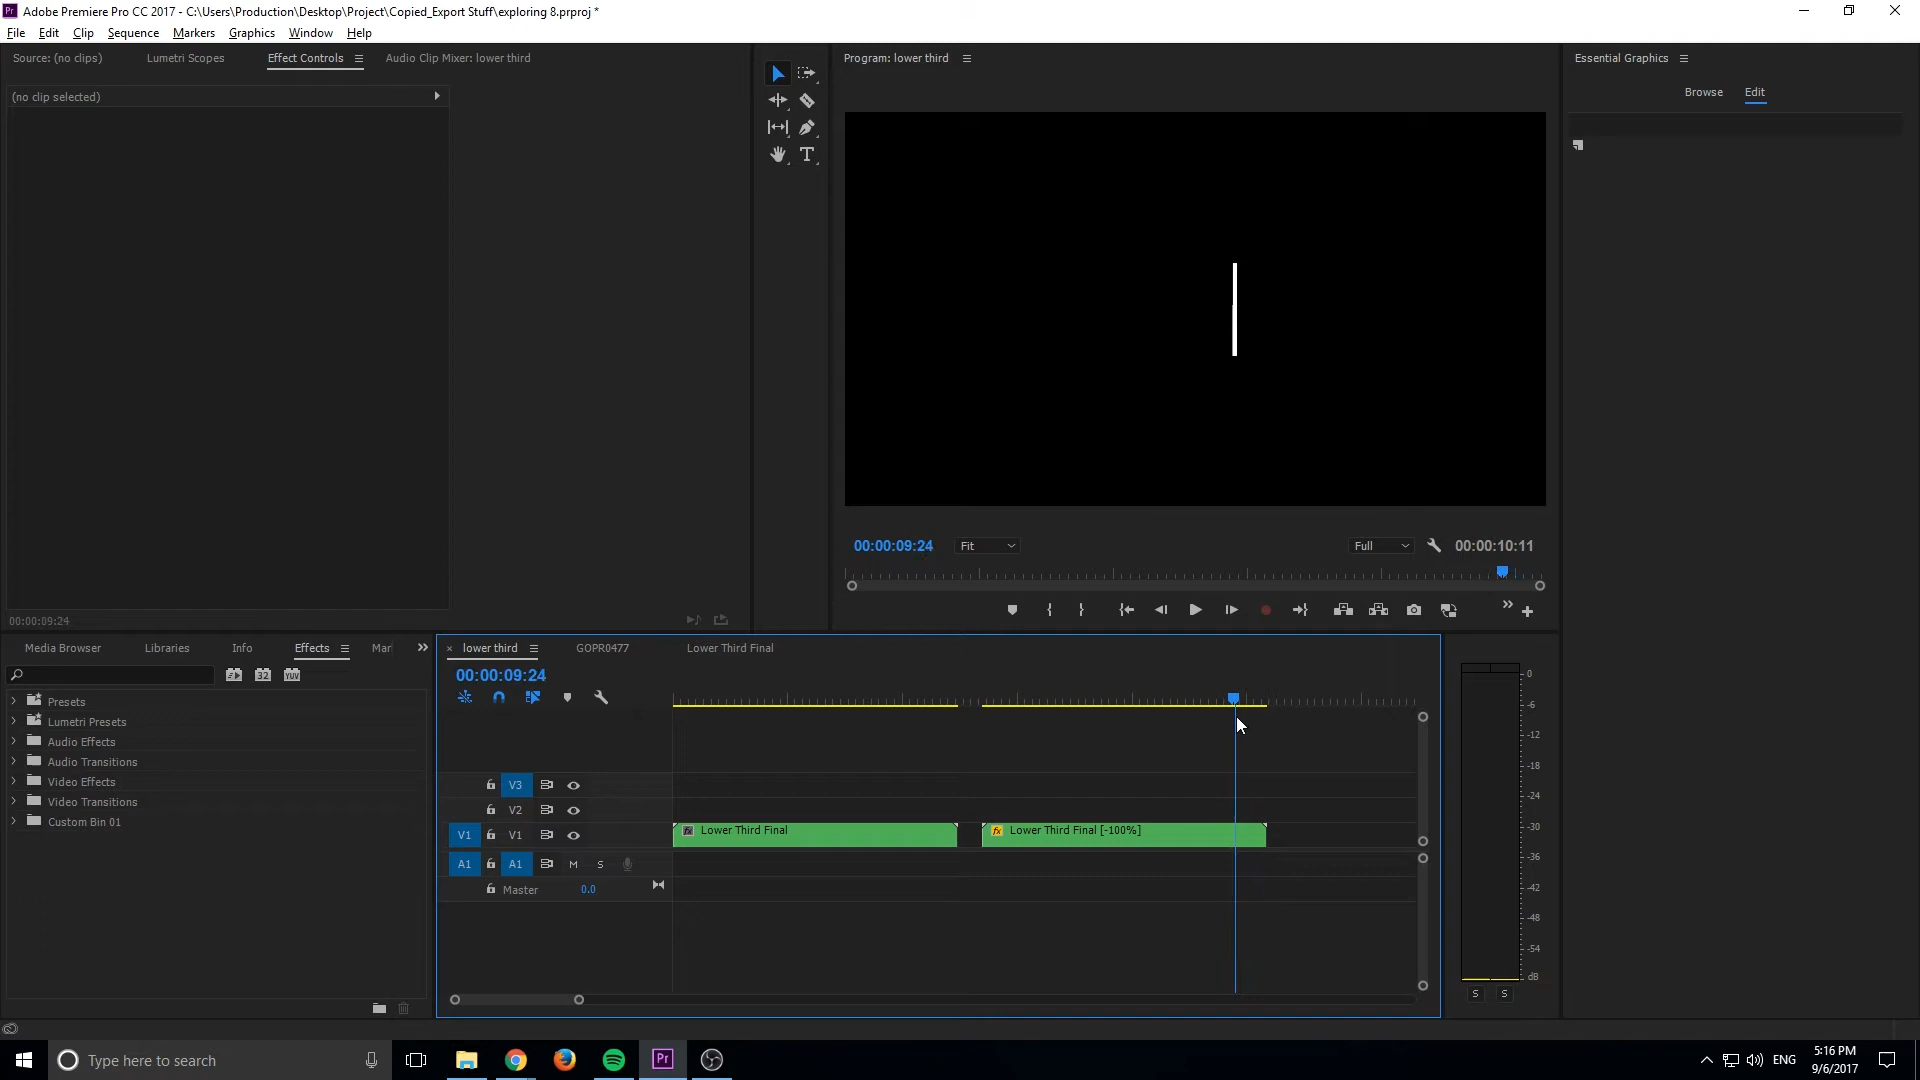 Pr Adobe Premiere Pro CC 2017 - C:\Users\Production\Desktop\Project\Copied_Export Stuff\exploring 8.prproj *
File Edit Clip Sequence Markers Graphics Window Help
Source: (no clips) Lumetri Scopes Effect Controls Audio Clip Mixer: lower third
Program: lower third
Essential Graphics
Browse Edit
(no clip selected)
T
00:00:09:24 Fit Full 00:00:10:11
00:00:09:24
Media Browser Libraries Info Effects Mar
lower third GOPR0477 Lower Third Final
32 YUV
00:00:09:24
Presets
Lumetri Presets
Audio Effects
Audio Transitions
Video Effects
Video Transitions
Custom Bin 01
V3
V2
V1 V1 fx Lower Third Final fx Lower Third Final [-100%]
A1 A1 M S
Master 0.0
0
-6
-12
-18
-24
-30
-36
-42
-48
-54
dB
S S
Type here to search
Pr
ENG
5:16 PM
9/6/2017